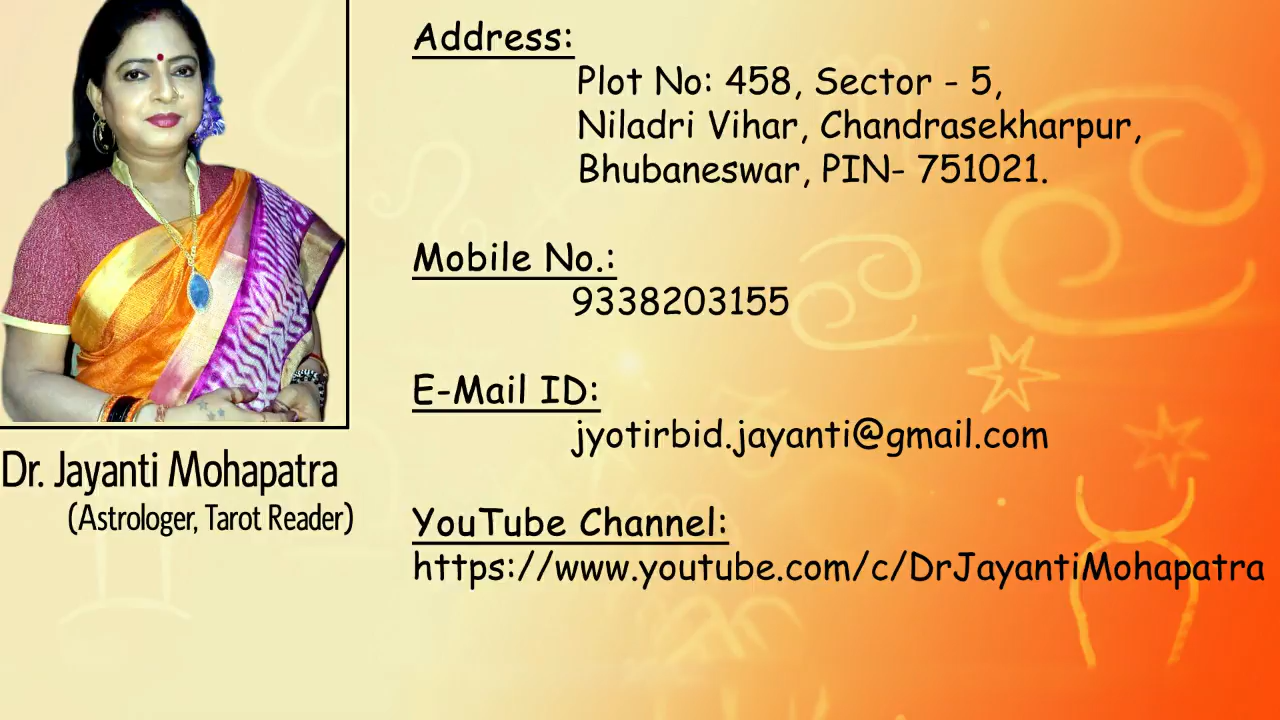 Address:
Plot No: 458, Sector - 5,
Niladri Vihar, Chandrasekharpur,
Bhubaneswar, PIN- 751021.
Mobile No.:
9338203155
E-Mail ID:
jyotirbid.jayanti@gmail.com
YouTube Channel:
https://www.youtube.com/c/DrJayantiMohapatra
Dr. Jayanti Mohapatra
(Astrologer, Tarot Reader)